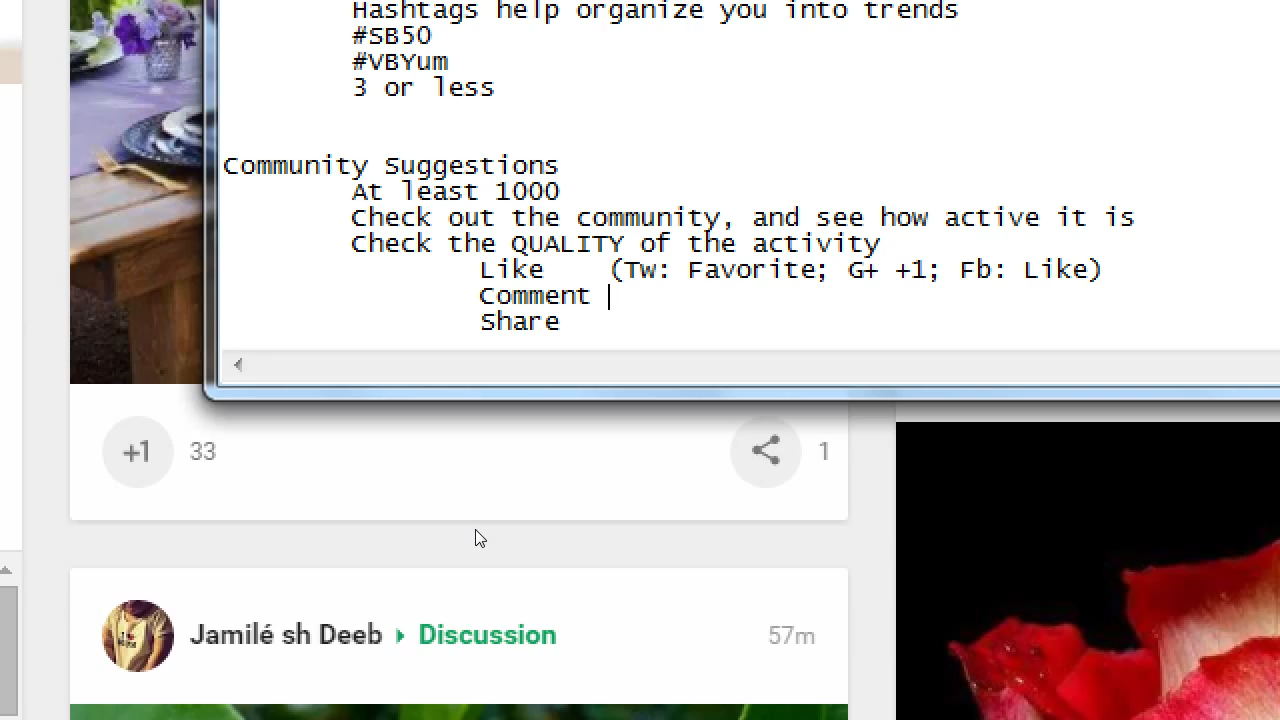 Hashtags help organize you into trends
#SB50
#VBYum
3 or less
Community Suggestions
At least 1000
Check out the community, and see how active it is
Check the QUALITY of the activity
Like (Tw: Favorite; G+ +1; Fb: Like)
Comment
Share
+1 33 1
Jamilé sh Deeb Discussion 57m